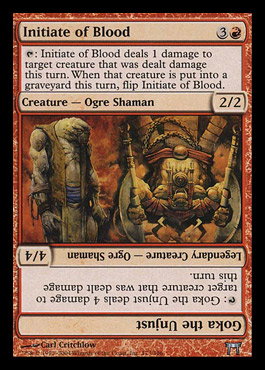 Initiate of Blood 3
: Initiate of Blood deals 1 damage to
target creature that was dealt damage
this turn. When that creature is put into a
graveyard this turn, flip Initiate of Blood.
Creature — Ogre Shaman
2/2
4/4
Legendary Creature — Ogre Shaman
: Goka the Unjust deals 4 damage to
target creature that was dealt damage
this turn.
Goka the Unjust
Carl Critchlow